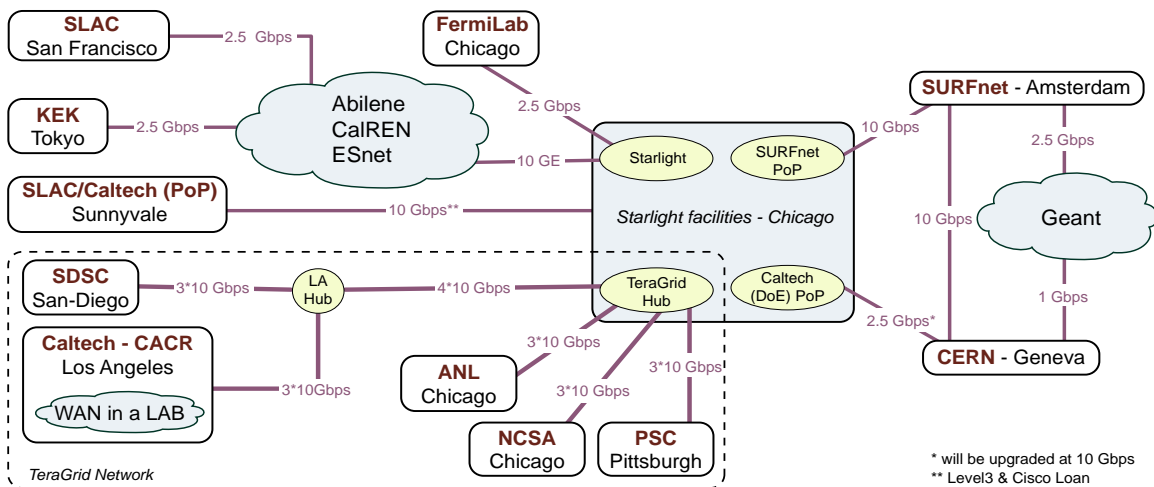 SLAC
San Francisco
2.5 Gbps
FermiLab
Chicago
2.5 Gbps
KEK
Tokyo
2.5 Gbps
Abilene
CalREN
ESnet
10 GE
SLAC/Caltech (PoP)
Sunnyvale
10 Gbps**
Starlight
SURFnet
PoP
Starlight facilities - Chicago
TeraGrid
Hub
Caltech
(DoE) PoP
10 Gbps
SURFnet - Amsterdam
2.5 Gbps
10 Gbps
Geant
1 Gbps
2.5 Gbps*
CERN - Geneva
SDSC
San-Diego
3*10 Gbps
LA
Hub
4*10 Gbps
Caltech - CACR
Los Angeles
WAN in a LAB
3*10Gbps
3*10 Gbps
ANL
Chicago
3*10 Gbps
NCSA
Chicago
3*10 Gbps
PSC
Pittsburgh
TeraGrid Network
* will be upgraded at 10 Gbps
** Level3 & Cisco Loan